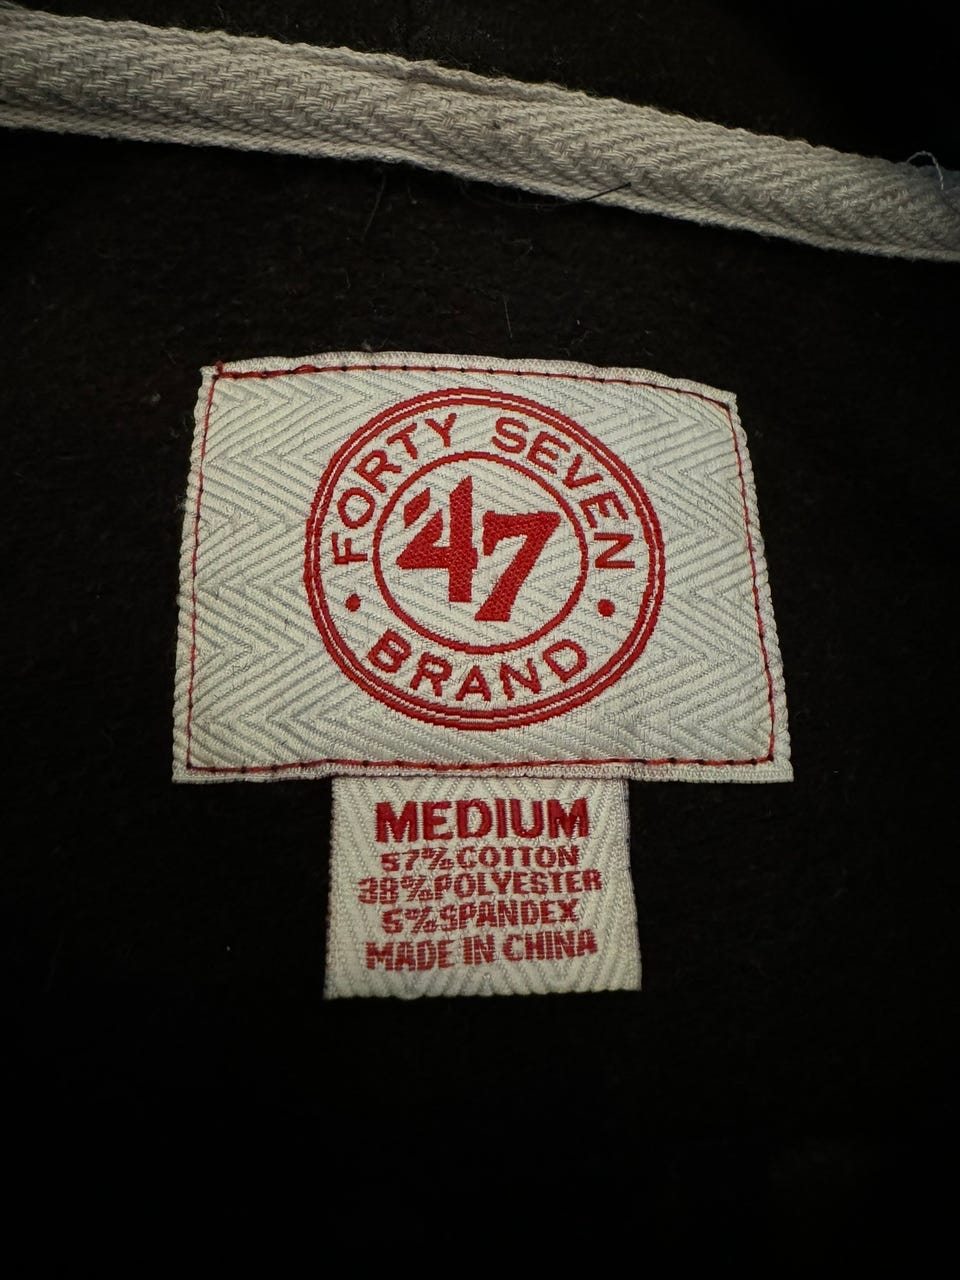 FORTY SEVEN
'47
BRAND
MEDIUM
57% COTTON
38% POLYESTER
5% SPANDEX
MADE IN CHINA